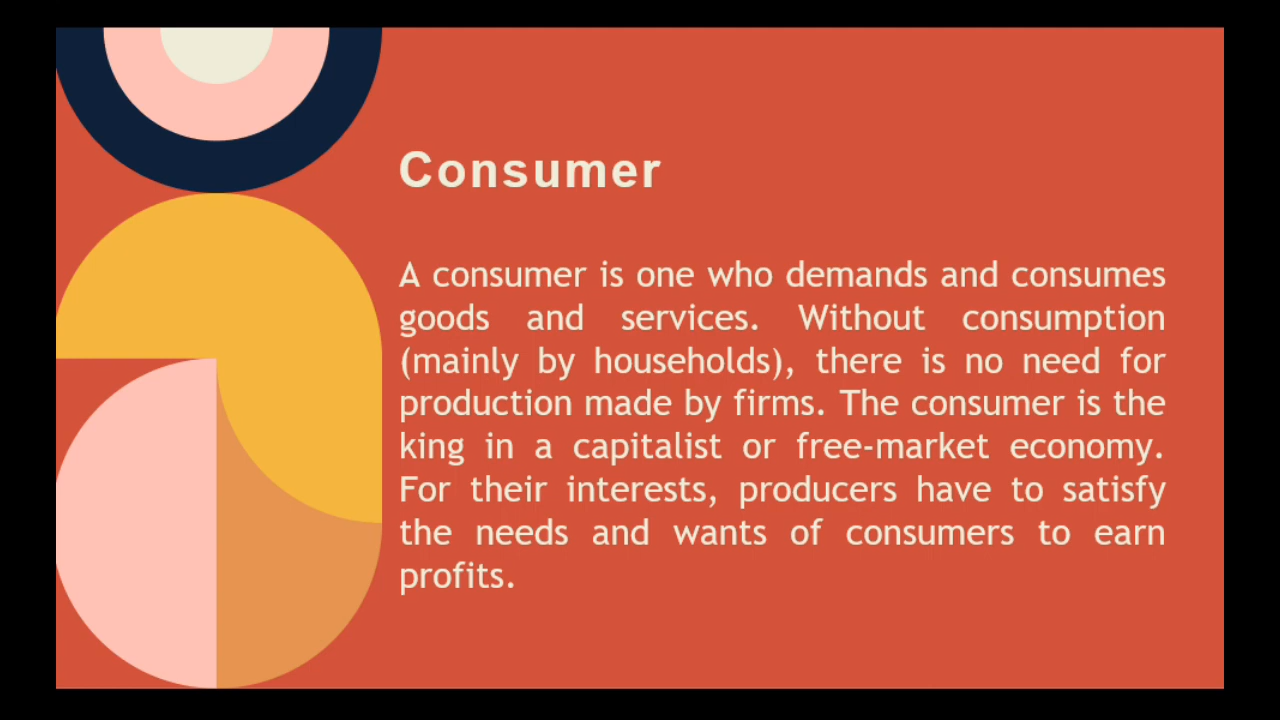 Consumer
A consumer is one who demands and consumes
goods and services. Without consumption
(mainly by households), there is no need for
production made by firms. The consumer is the
king in a capitalist or free-market economy.
For their interests, producers have to satisfy
the needs and wants of consumers to earn
profits.